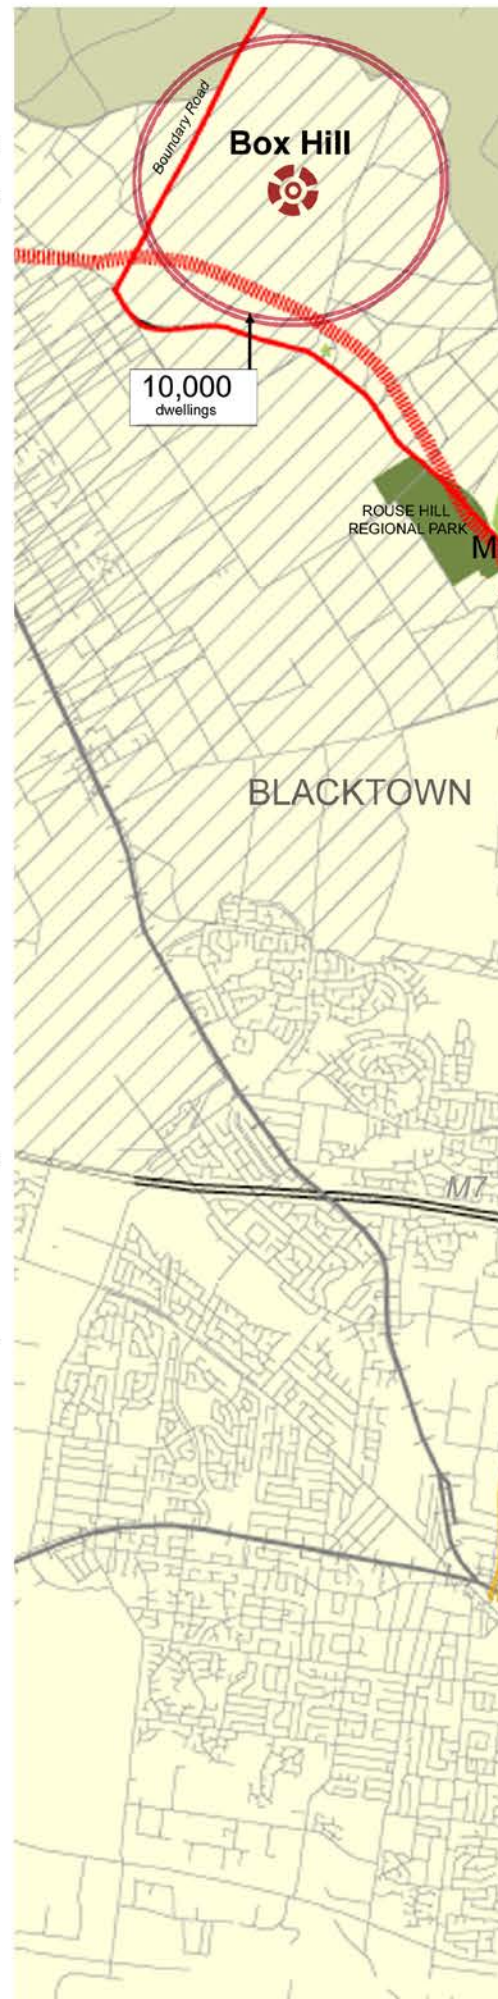 Boundary Road
Box Hill
10,000
dwellings
ROUSE HILL
REGIONAL PARK
M
BLACKTOWN
M7